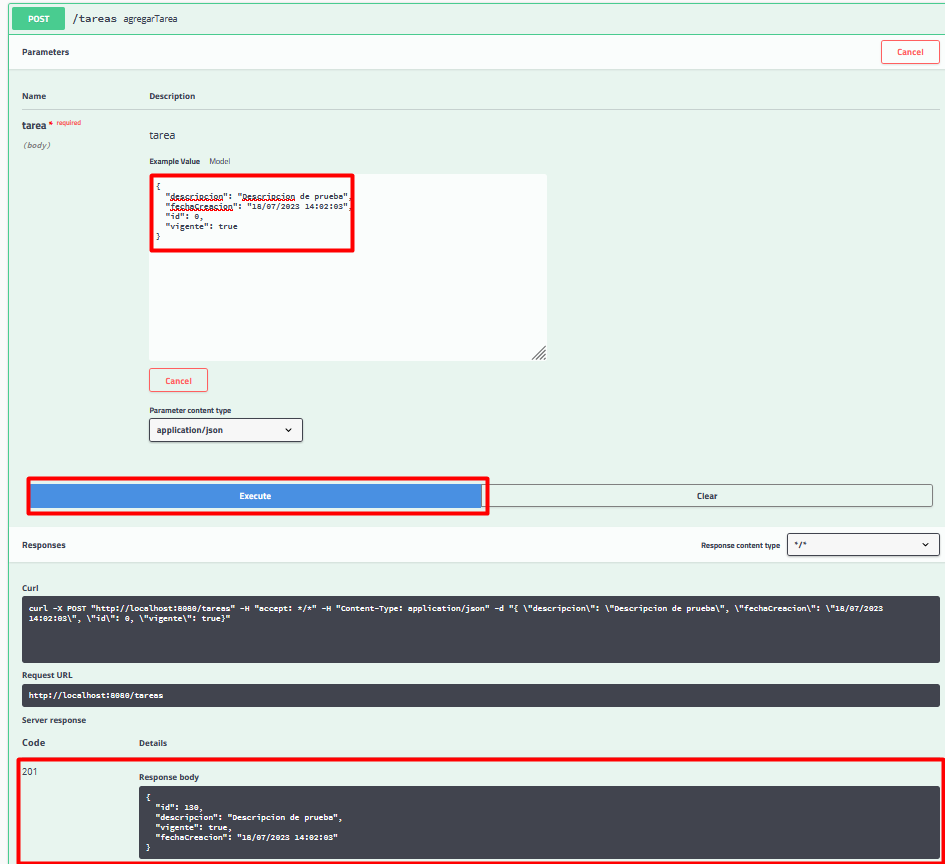 POST /tareas agregarTarea
Parameters
Cancel
Name Description
tarea * required
(body)
tarea
Example Value Model
{
"descripcion": "Descripcion de prueba",
"fechaCreacion": "18/07/2023 14:02:03",
"id": 0,
"vigente": true
}
Cancel
Parameter content type
application/json
Execute Clear
Responses Response content type */*
Curl
curl -X POST "http://localhost:8080/tareas" -H "accept: */*" -H "Content-Type: application/json" -d "{ \"descripcion\": \"Descripcion de prueba\", \"fechaCreacion\": \"18/07/2023
14:02:03\", \"id\": 0, \"vigente\": true}"
Request URL
http://localhost:8080/tareas
Server response
Code Details
201
Response body
{
"id": 130,
"descripcion": "Descripcion de prueba",
"vigente": true,
"fechaCreacion": "18/07/2023 14:02:03"
}